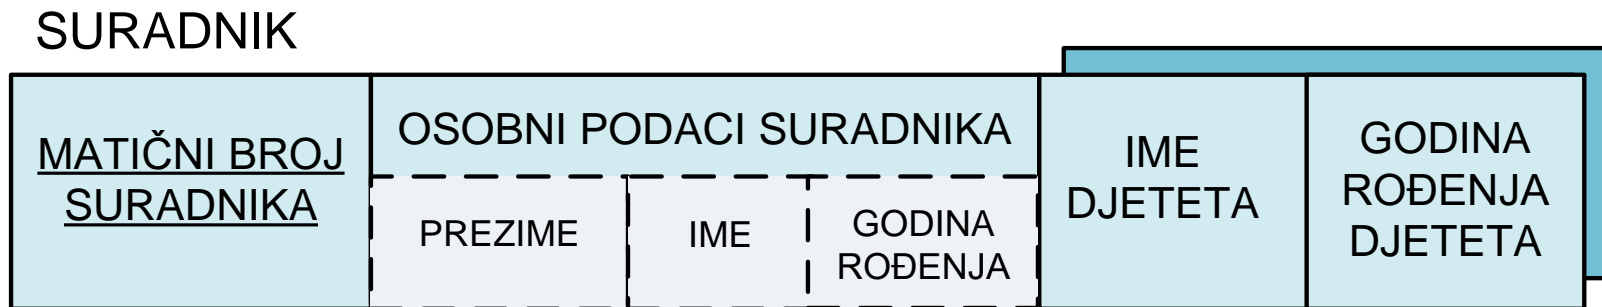 SURADNIK
MATIČNI BROJ
SURADNIKA
OSOBNI PODACI SURADNIKA
PREZIME
IME
GODINA
ROĐENJA
IME
DJETETA
GODINA
ROĐENJA
DJETETA